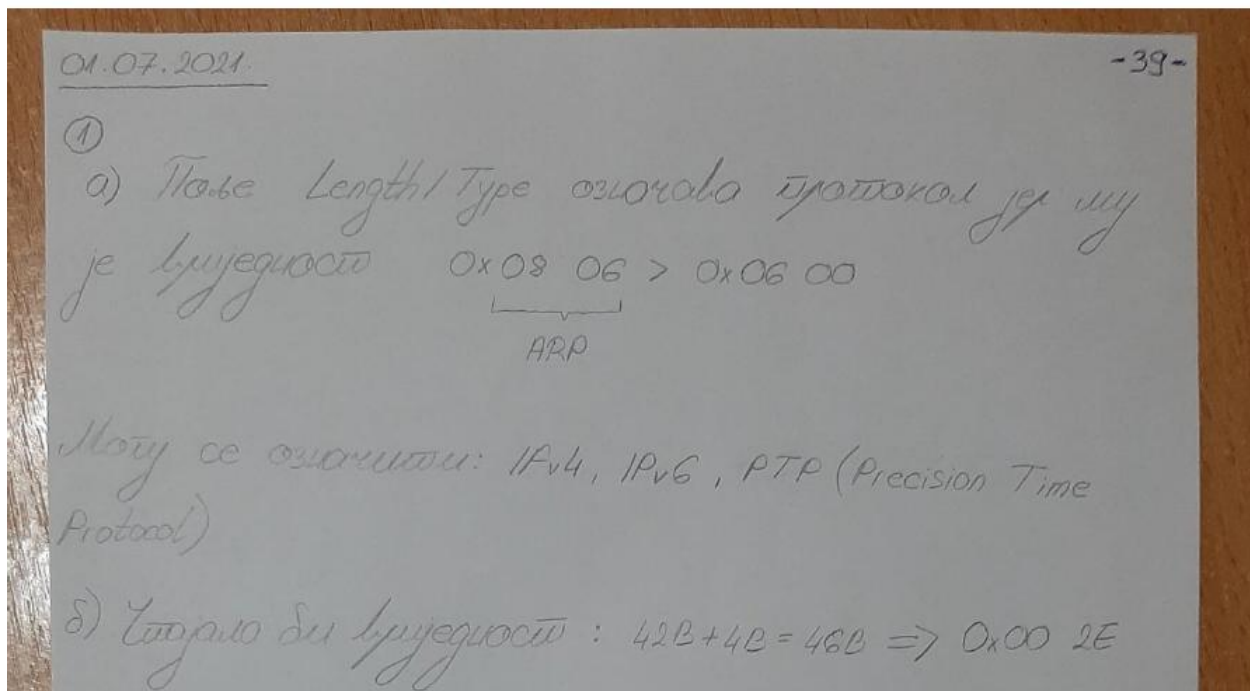 01.07.2021. -39-
①
а) Поље Length/Type означава протокол јер му
је вриједност 0x08 06 > 0x06 00
ARP
Могу се означити: IPv4, IPv6, PTP (Precision Time
Protocol)
б) Стајала би вриједност: 42B+4B=46B => 0x00 2E